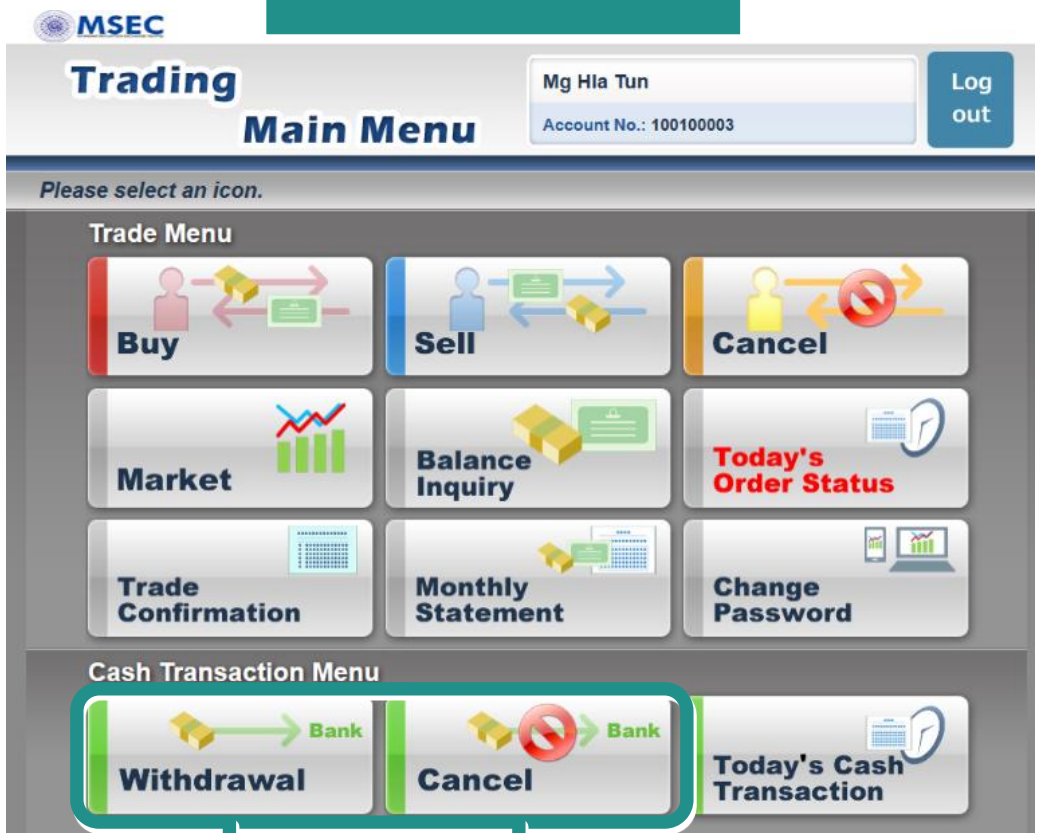 MSEC
Trading
Main Menu
Mg Hla Tun
Account No.: 100100003
Log
out
Please select an icon.
Trade Menu
Buy
Sell
Cancel
Market
Balance
Inquiry
Today's
Order Status
Trade
Confirmation
Monthly
Statement
Change
Password
Cash Transaction Menu
Bank
Withdrawal
Bank
Cancel
Today's Cash
Transaction